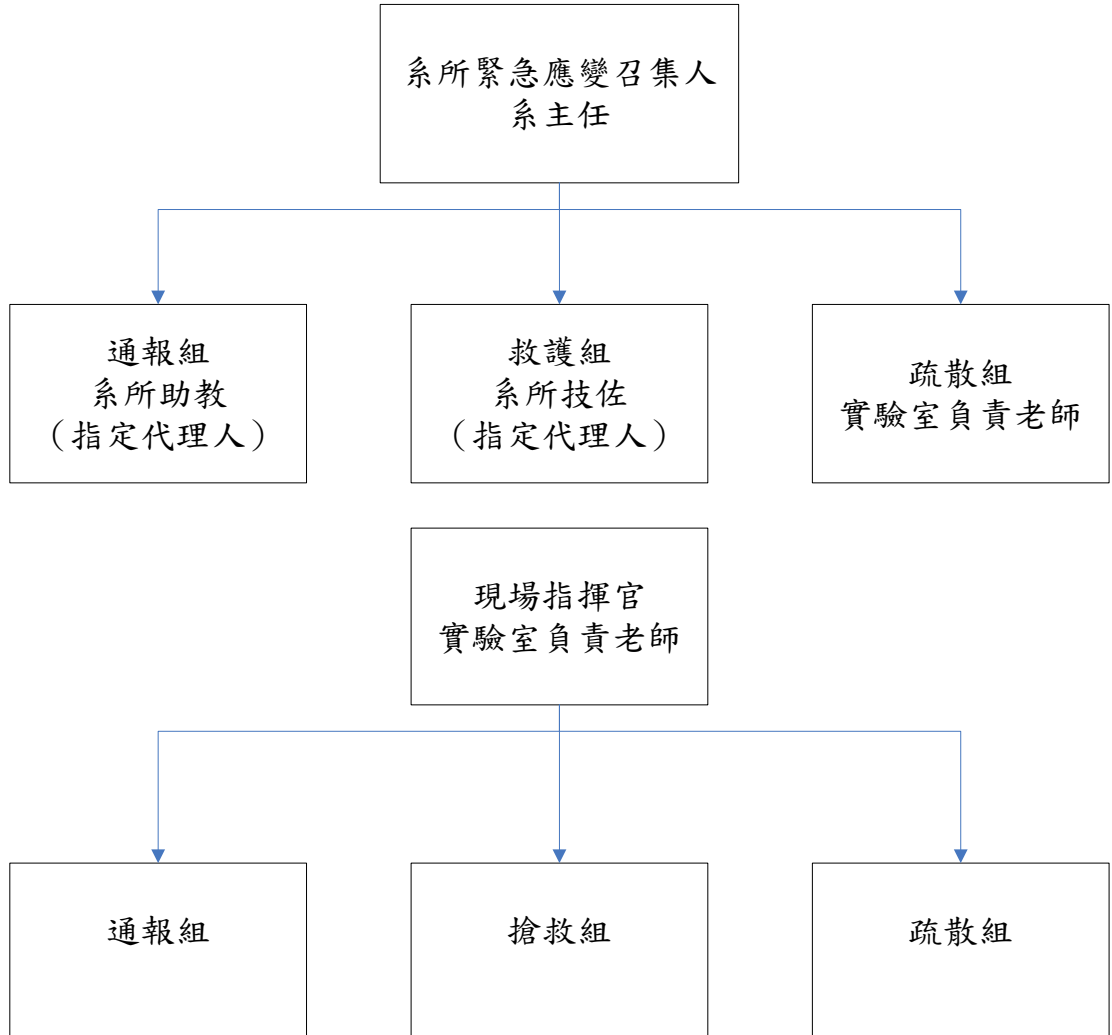 系所緊急應變召集人
系主任
通報組
系所助教
（指定代理人）
救護組
系所技佐
（指定代理人）
疏散組
實驗室負責老師
現場指揮官
實驗室負責老師
通報組
搶救組
疏散組